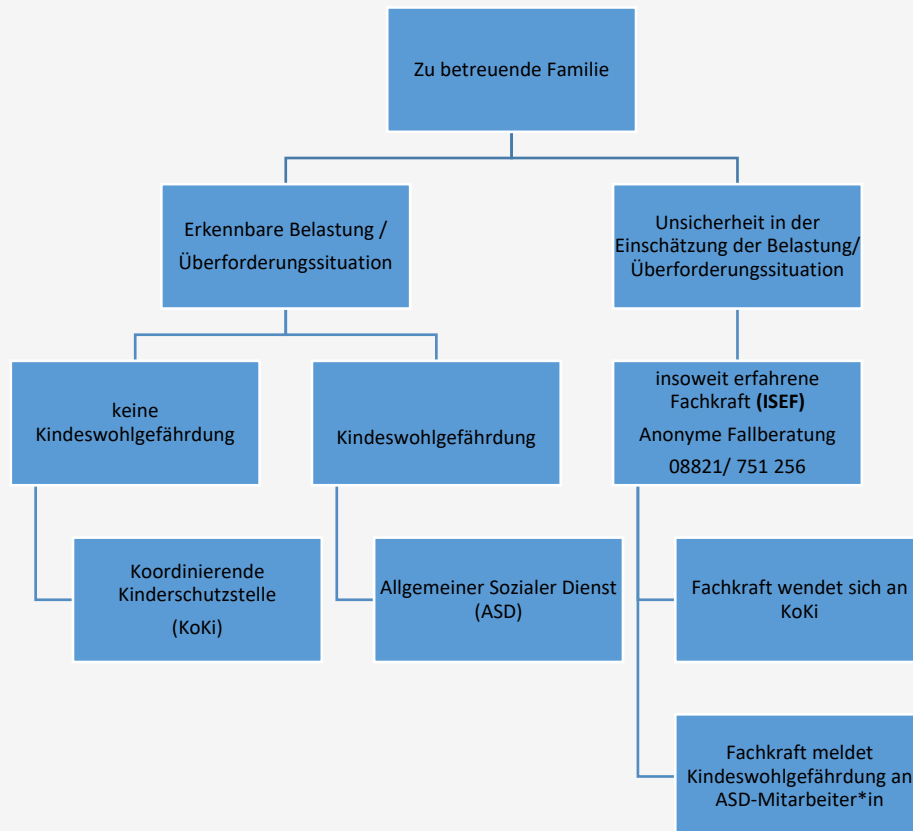 Zu betreuende Familie
Erkennbare Belastung /
Überforderungssituation
Unsicherheit in der
Einschätzung der Belastung/
Überforderungssituation
keine
Kindeswohlgefährdung
Kindeswohlgefährdung
insoweit erfahrene
Fachkraft (ISEF)
Anonyme Fallberatung
08821/ 751 256
Koordinierende
Kinderschutzstelle
(KoKi)
Allgemeiner Sozialer Dienst
(ASD)
Fachkraft wendet sich an
KoKi
Fachkraft meldet
Kindeswohlgefährdung an
ASD-Mitarbeiter*in